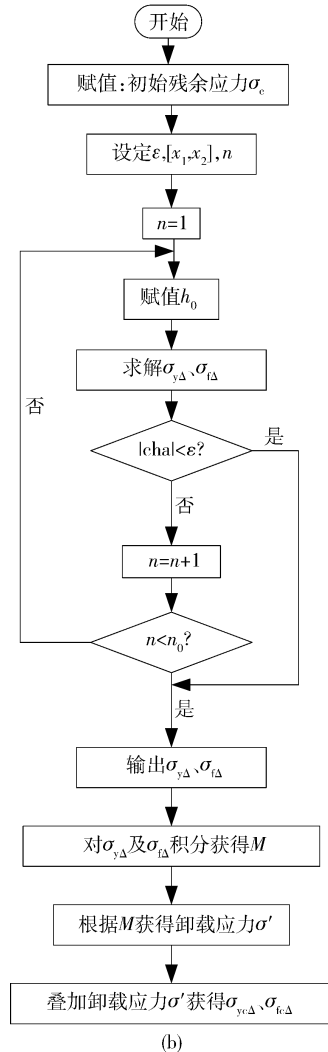 开始
赋值:初始残余应力σc
设定ε,[x1,x2],n
n=1
赋值h0
求解σyΔ、σfΔ
否
|cha|<ε?
是
否
n=n+1
n<n0?
是
输出σyΔ、σfΔ
对σyΔ及σfΔ积分获得M
根据M获得卸载应力σ′
叠加卸载应力σ′获得σycΔ、σfcΔ
(b)